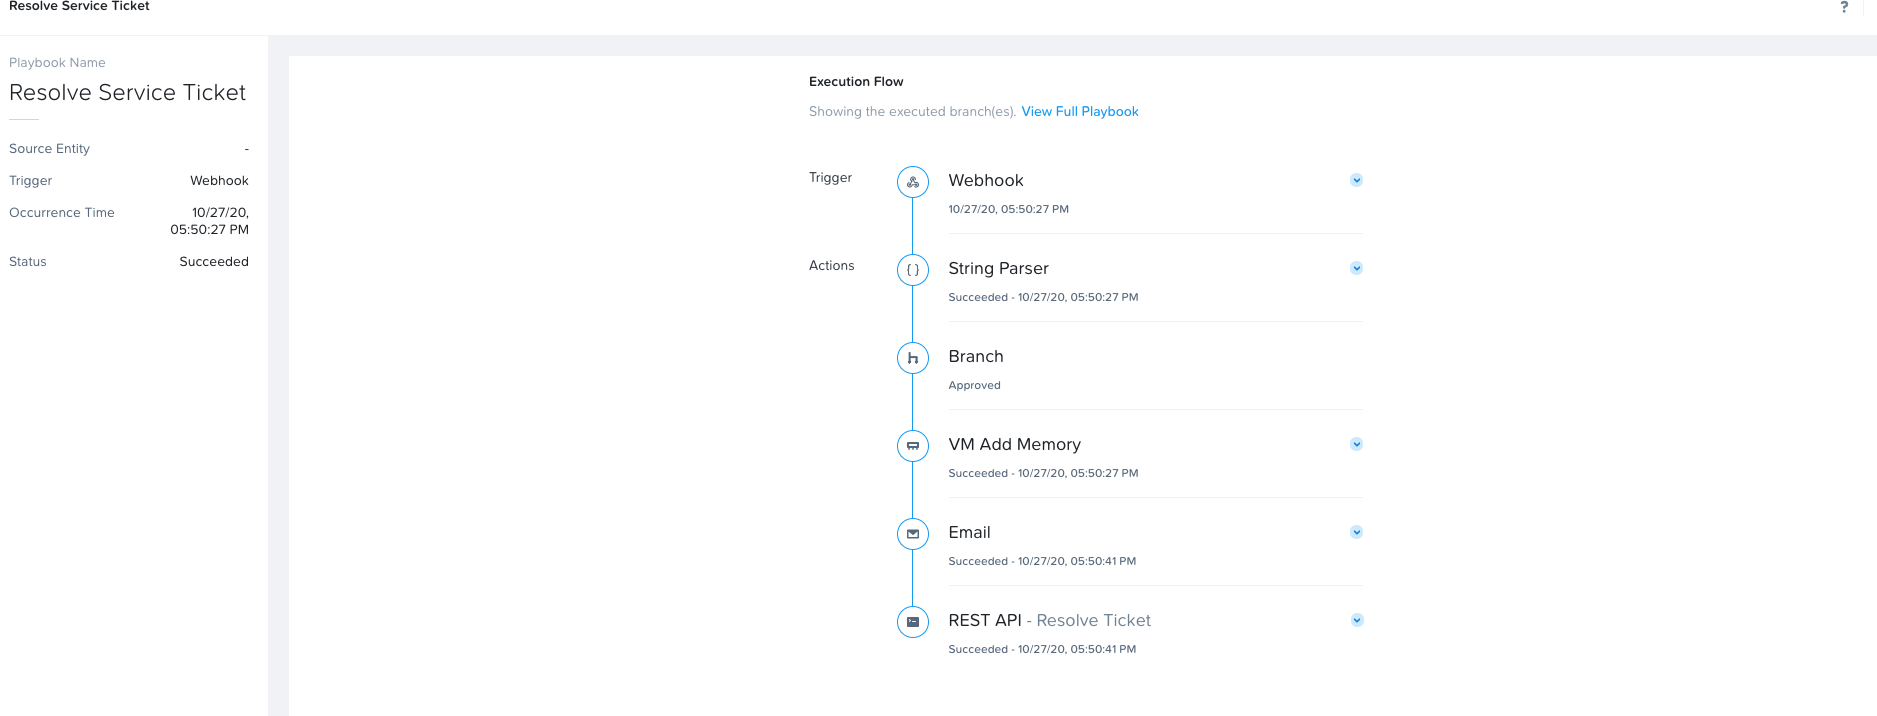 Resolve Service Ticket
?
Playbook Name
Resolve Service Ticket
Source Entity -
Trigger Webhook
Occurrence Time 10/27/20,
05:50:27 PM
Status Succeeded
Execution Flow
Showing the executed branch(es). View Full Playbook
Trigger
Webhook
10/27/20, 05:50:27 PM
Actions
{ }
String Parser
Succeeded - 10/27/20, 05:50:27 PM
Branch
Approved
VM Add Memory
Succeeded - 10/27/20, 05:50:27 PM
Email
Succeeded - 10/27/20, 05:50:41 PM
REST API - Resolve Ticket
Succeeded - 10/27/20, 05:50:41 PM